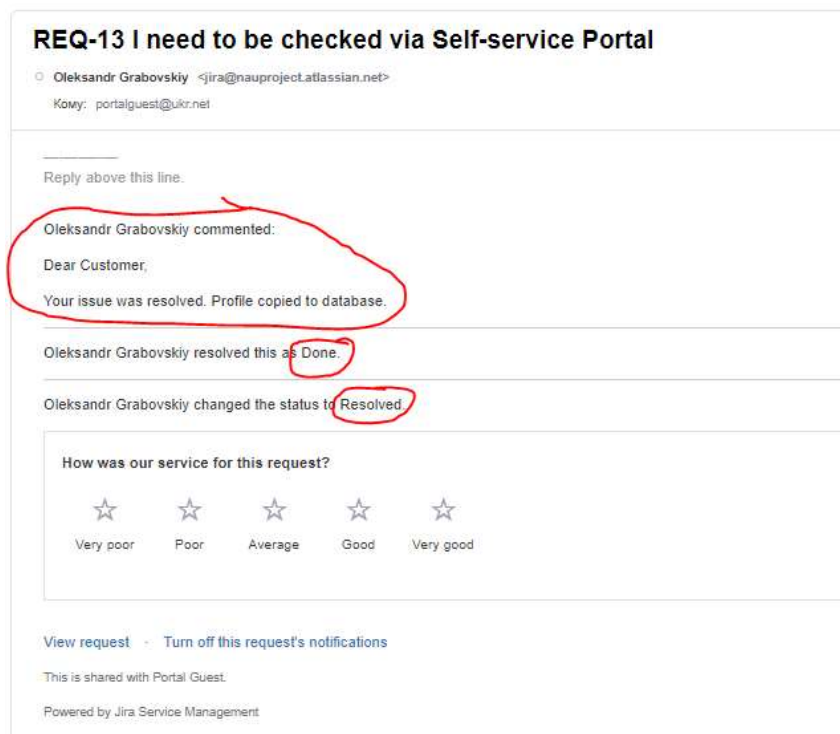 REQ-13 I need to be checked via Self-service Portal
Oleksandr Grabovskiy <jira@nauproject.atlassian.net>
Кому: portalguest@ukr.net
Reply above this line.
Oleksandr Grabovskiy commented:
Dear Customer,
Your issue was resolved. Profile copied to database.
Oleksandr Grabovskiy resolved this as Done.
Oleksandr Grabovskiy changed the status to Resolved.
How was our service for this request?
Very poor Poor Average Good Very good
View request · Turn off this request's notifications
This is shared with Portal Guest.
Powered by Jira Service Management